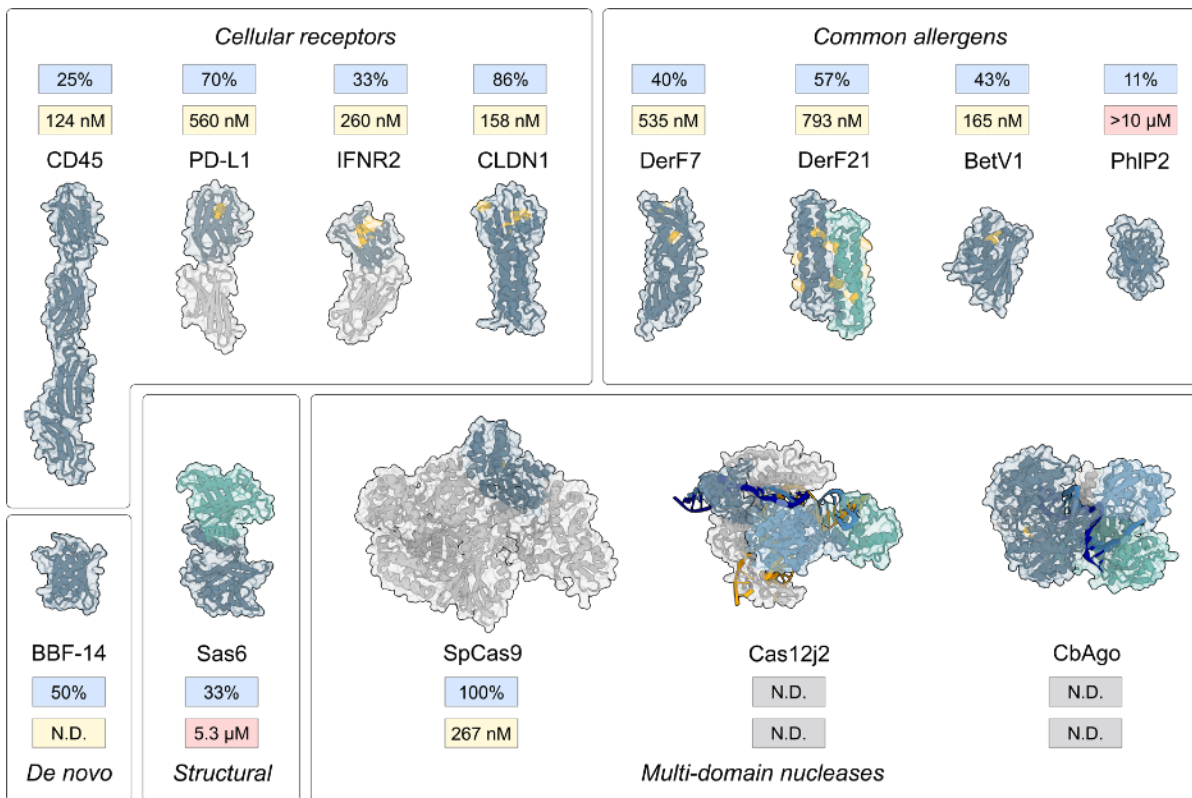 Cellular receptors
25% 70% 33% 86%
124 nM 560 nM 260 nM 158 nM
CD45 PD-L1 IFNR2 CLDN1
Common allergens
40% 57% 43% 11%
535 nM 793 nM 165 nM >10 µM
DerF7 DerF21 BetV1 PhlP2
BBF-14
50%
N.D.
De novo
Sas6
33%
5.3 µM
Structural
SpCas9 Cas12j2 CbAgo
100% N.D. N.D.
267 nM N.D. N.D.
Multi-domain nucleases